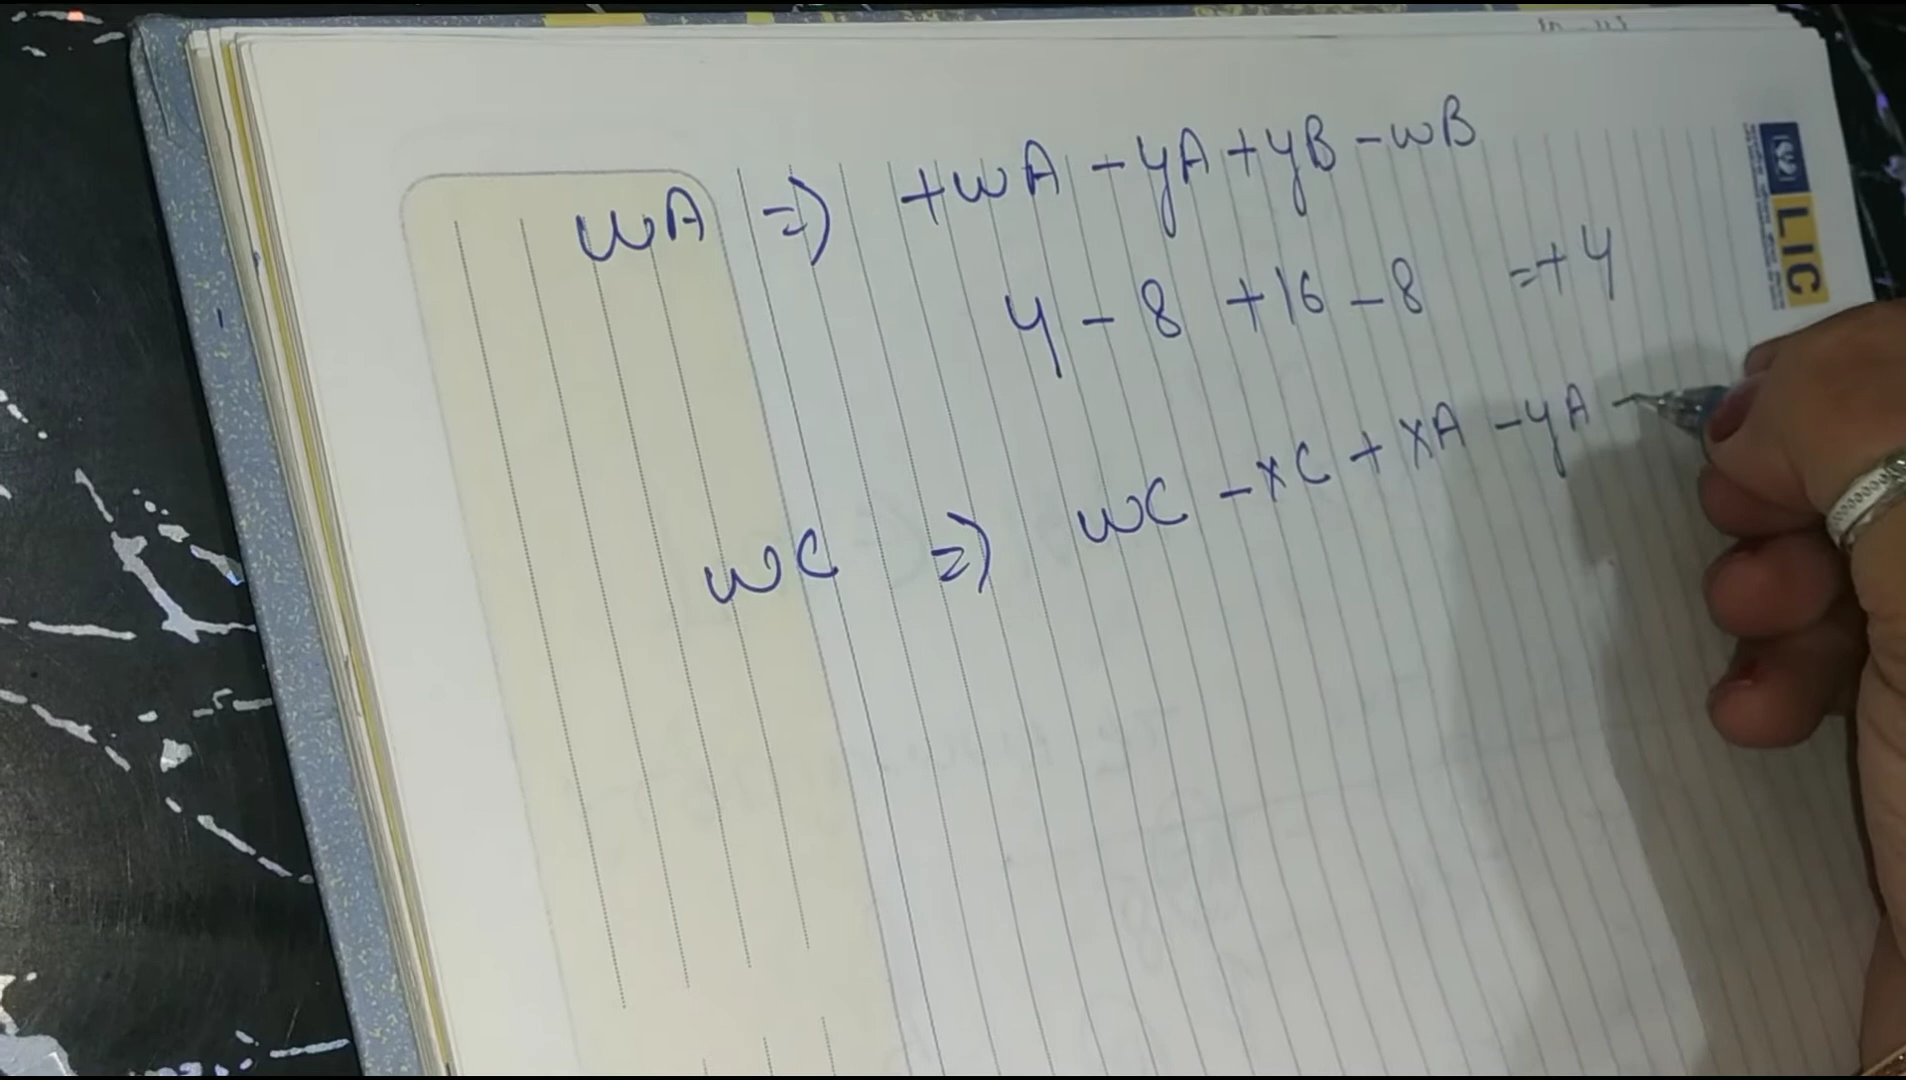 WA => +WA - yA + yB - WB
4 - 8 + 16 - 8 = + 4
WC => WC - XC + XA - yA -
LIC